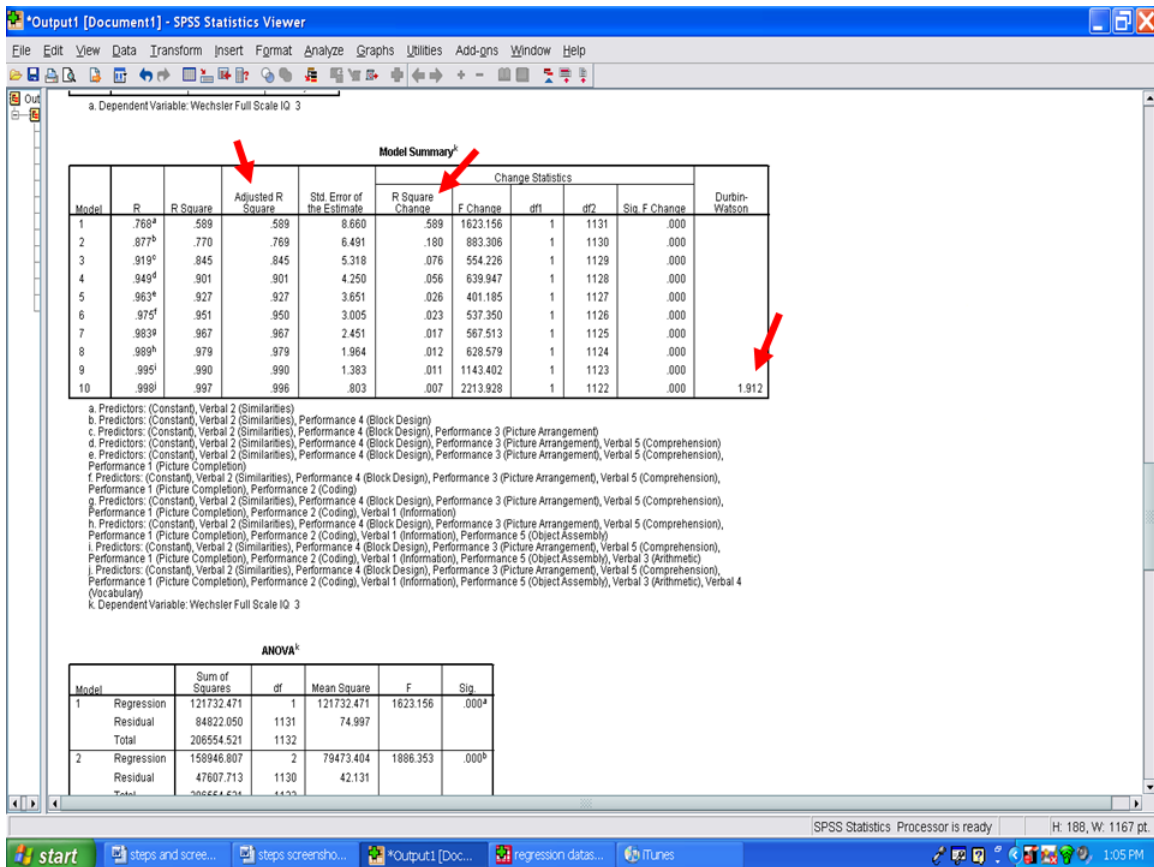 *Output1 [Document1] - SPSS Statistics Viewer
File Edit View Data Transform Insert Format Analyze Graphs Utilities Add-ons Window Help
Out
a. Dependent Variable: Wechsler Full Scale IQ 3
Model Summaryk
Change Statistics
Model R R Square Adjusted R Square Std. Error of the Estimate R Square Change F Change df1 df2 Sig. F Change Durbin-Watson
1 .768a .589 .589 8.660 .589 1623.156 1 1131 .000
2 .877b .770 .769 6.491 .180 883.306 1 1130 .000
3 .919c .845 .845 5.318 .076 554.226 1 1129 .000
4 .949d .901 .901 4.250 .056 639.947 1 1128 .000
5 .963e .927 .927 3.651 .026 401.185 1 1127 .000
6 .975f .951 .950 3.005 .023 537.350 1 1126 .000
7 .983g .967 .967 2.451 .017 567.513 1 1125 .000
8 .989h .979 .979 1.964 .012 628.579 1 1124 .000
9 .995i .990 .990 1.383 .011 1143.402 1 1123 .000
10 .998j .997 .996 .803 .007 2213.928 1 1122 .000 1.912
a. Predictors: (Constant), Verbal 2 (Similarities)
b. Predictors: (Constant), Verbal 2 (Similarities), Performance 4 (Block Design)
c. Predictors: (Constant), Verbal 2 (Similarities), Performance 4 (Block Design), Performance 3 (Picture Arrangement)
d. Predictors: (Constant), Verbal 2 (Similarities), Performance 4 (Block Design), Performance 3 (Picture Arrangement), Verbal 5 (Comprehension)
e. Predictors: (Constant), Verbal 2 (Similarities), Performance 4 (Block Design), Performance 3 (Picture Arrangement), Verbal 5 (Comprehension),
Performance 1 (Picture Completion)
f. Predictors: (Constant), Verbal 2 (Similarities), Performance 4 (Block Design), Performance 3 (Picture Arrangement), Verbal 5 (Comprehension),
Performance 1 (Picture Completion), Performance 2 (Coding)
g. Predictors: (Constant), Verbal 2 (Similarities), Performance 4 (Block Design), Performance 3 (Picture Arrangement), Verbal 5 (Comprehension),
Performance 1 (Picture Completion), Performance 2 (Coding), Verbal 1 (Information)
h. Predictors: (Constant), Verbal 2 (Similarities), Performance 4 (Block Design), Performance 3 (Picture Arrangement), Verbal 5 (Comprehension),
Performance 1 (Picture Completion), Performance 2 (Coding), Verbal 1 (Information), Performance 5 (Object Assembly)
i. Predictors: (Constant), Verbal 2 (Similarities), Performance 4 (Block Design), Performance 3 (Picture Arrangement), Verbal 5 (Comprehension),
Performance 1 (Picture Completion), Performance 2 (Coding), Verbal 1 (Information), Performance 5 (Object Assembly), Verbal 3 (Arithmetic)
j. Predictors: (Constant), Verbal 2 (Similarities), Performance 4 (Block Design), Performance 3 (Picture Arrangement), Verbal 5 (Comprehension),
Performance 1 (Picture Completion), Performance 2 (Coding), Verbal 1 (Information), Performance 5 (Object Assembly), Verbal 3 (Arithmetic), Verbal 4
(Vocabulary)
k. Dependent Variable: Wechsler Full Scale IQ 3
ANOVAk
Model Sum of Squares df Mean Square F Sig.
1 Regression 121732.471 1 121732.471 1623.156 .000a
Residual 84822.050 1131 74.997
Total 206554.521 1132
2 Regression 158946.807 2 79473.404 1886.353 .000b
Residual 47607.713 1130 42.131
Total 206554.521 1132
SPSS Statistics Processor is ready H: 188, W: 1167 pt.
start steps and scree... steps screensho... *Output1 [Doc... regression datas... iTunes 1:05 PM